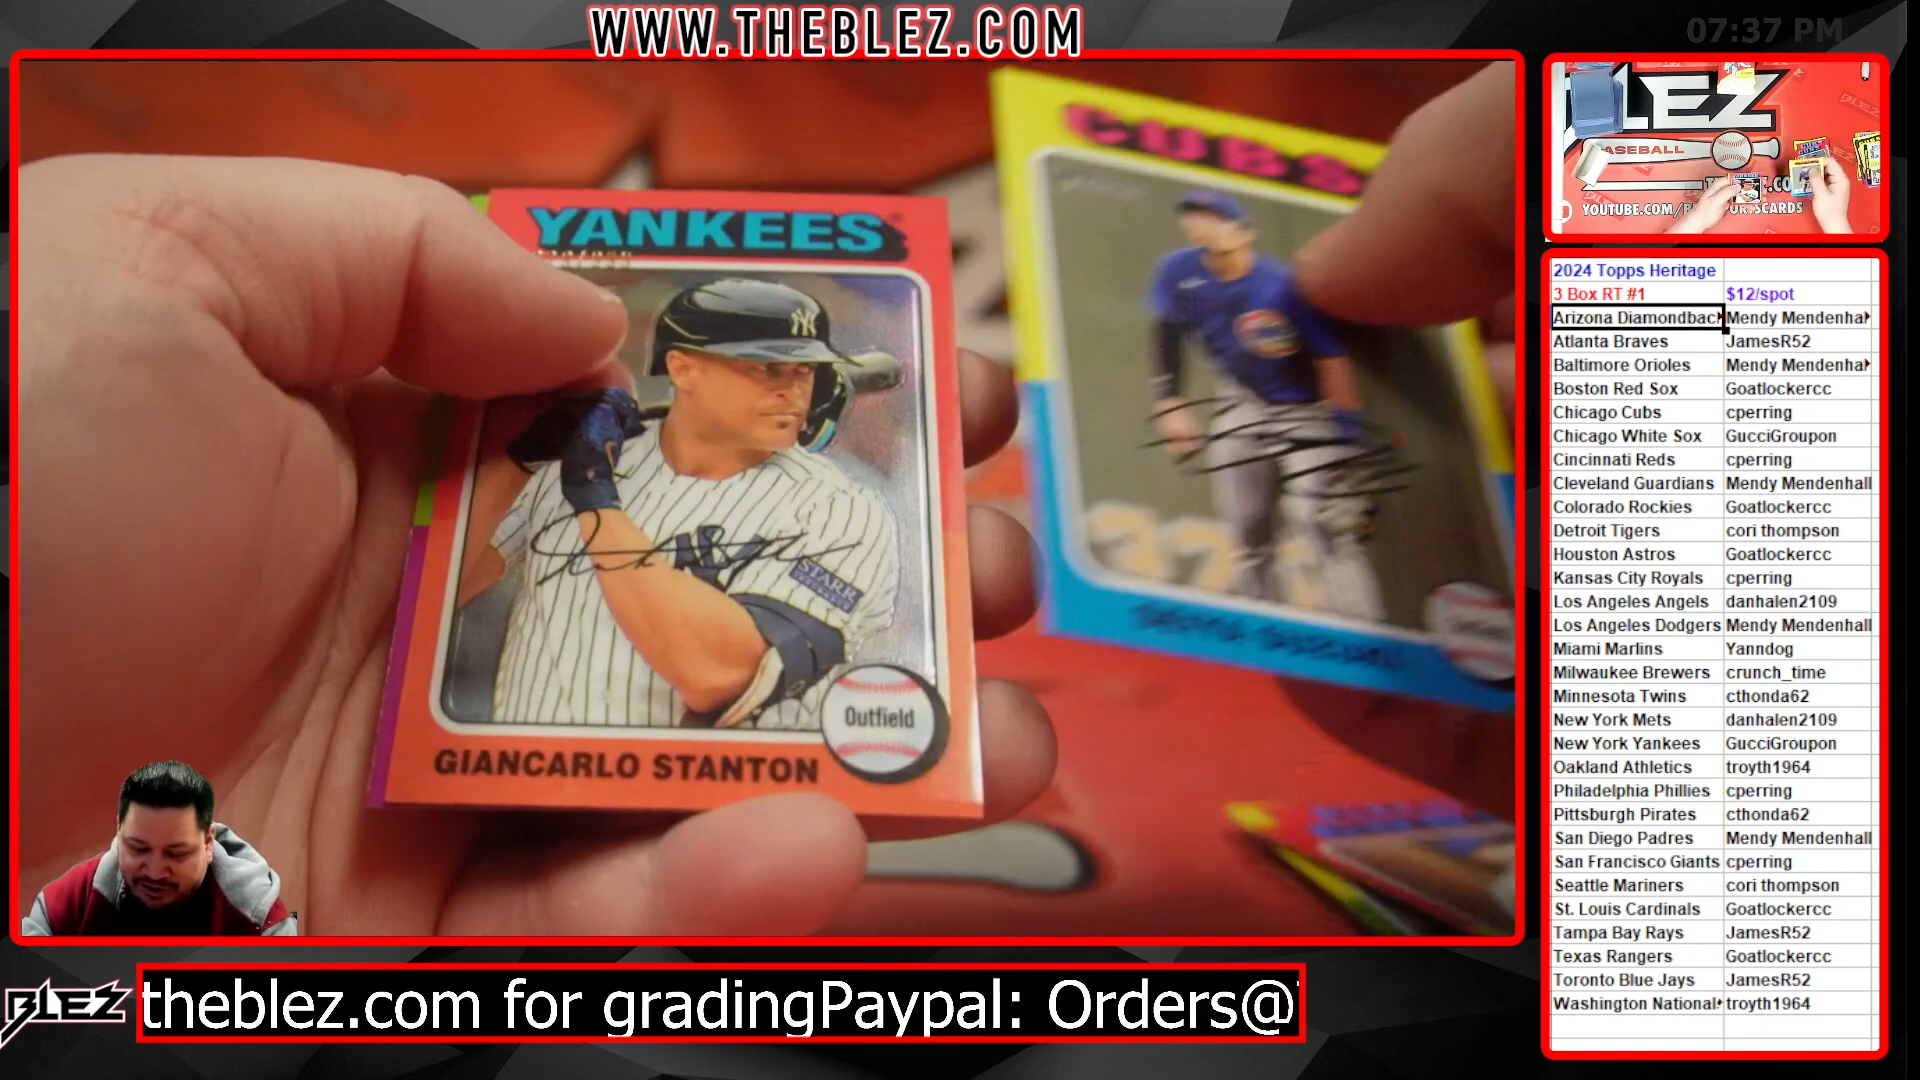 WWW.THEBLEZ.COM
07:37 PM
YANKEES
CUBS
STARR
Outfield
GIANCARLO STANTON
BASEBALL
YOUTUBE.COM/
2024 Topps Heritage
3 Box RT #1 $12/spot
Arizona Diamondbac Mendy Mendenhal
Atlanta Braves JamesR52
Baltimore Orioles Mendy Mendenhal
Boston Red Sox Goatlockercc
Chicago Cubs cperring
Chicago White Sox GucciGroupon
Cincinnati Reds cperring
Cleveland Guardians Mendy Mendenhall
Colorado Rockies Goatlockercc
Detroit Tigers cori thompson
Houston Astros Goatlockercc
Kansas City Royals cperring
Los Angeles Angels danhalen2109
Los Angeles Dodgers Mendy Mendenhall
Miami Marlins Yanndog
Milwaukee Brewers crunch_time
Minnesota Twins cthonda62
New York Mets danhalen2109
New York Yankees GucciGroupon
Oakland Athletics troyth1964
Philadelphia Phillies cperring
Pittsburgh Pirates cthonda62
San Diego Padres Mendy Mendenhall
San Francisco Giants cperring
Seattle Mariners cori thompson
St. Louis Cardinals Goatlockercc
Tampa Bay Rays JamesR52
Texas Rangers Goatlockercc
Toronto Blue Jays JamesR52
Washington National troyth1964
BLEZ
theblez.com for gradingPaypal: Orders@